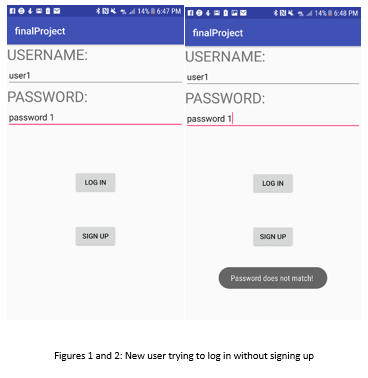 14% 6:47 PM
finalProject
USERNAME:
user1
PASSWORD:
password 1
LOG IN
SIGN UP
14% 6:48 PM
finalProject
USERNAME:
user1
PASSWORD:
password 1
LOG IN
SIGN UP
Password does not match!
Figures 1 and 2: New user trying to log in without signing up